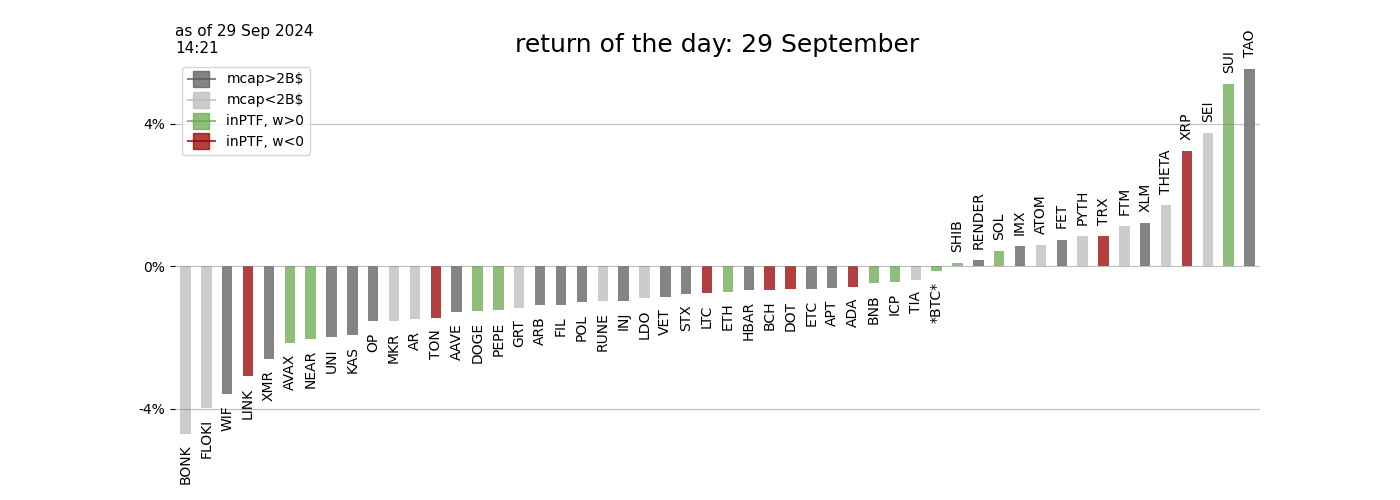 as of 29 Sep 2024
14:21
return of the day: 29 September
mcap>2B$
mcap<2B$
inPTF, w>0
inPTF, w<0
4%
0%
-4%
BONK
FLOKI
WIF
LINK
XMR
AVAX
NEAR
UNI
KAS
OP
MKR
AR
TON
AAVE
DOGE
PEPE
GRT
ARB
FIL
POL
RUNE
INJ
LDO
VET
STX
LTC
ETH
HBAR
BCH
DOT
ETC
APT
ADA
BNB
ICP
TIA
*BTC*
SHIB
RENDER
SOL
IMX
ATOM
FET
PYTH
TRX
FTM
XLM
THETA
XRP
SEI
SUI
TAO